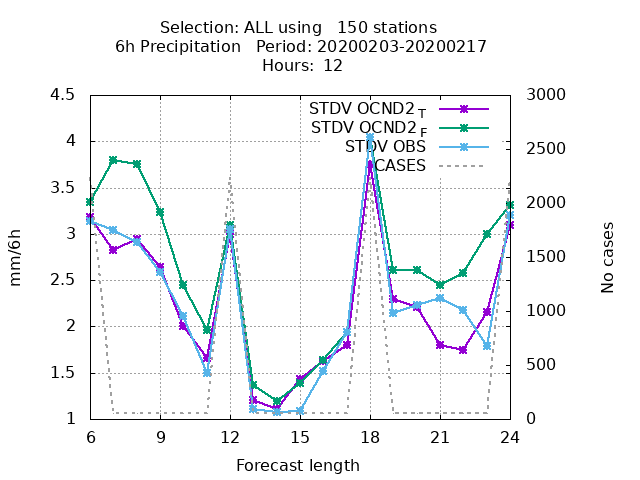 Selection: ALL using   150 stations
6h Precipitation   Period: 20200203-20200217
Hours:  12
STDV OCND2 T
STDV OCND2 F
STDV OBS
CASES
4.5
4
3.5
3
2.5
2
1.5
1
mm/6h
3000
2500
2000
1500
1000
500
0
No cases
6 9 12 15 18 21 24
Forecast length